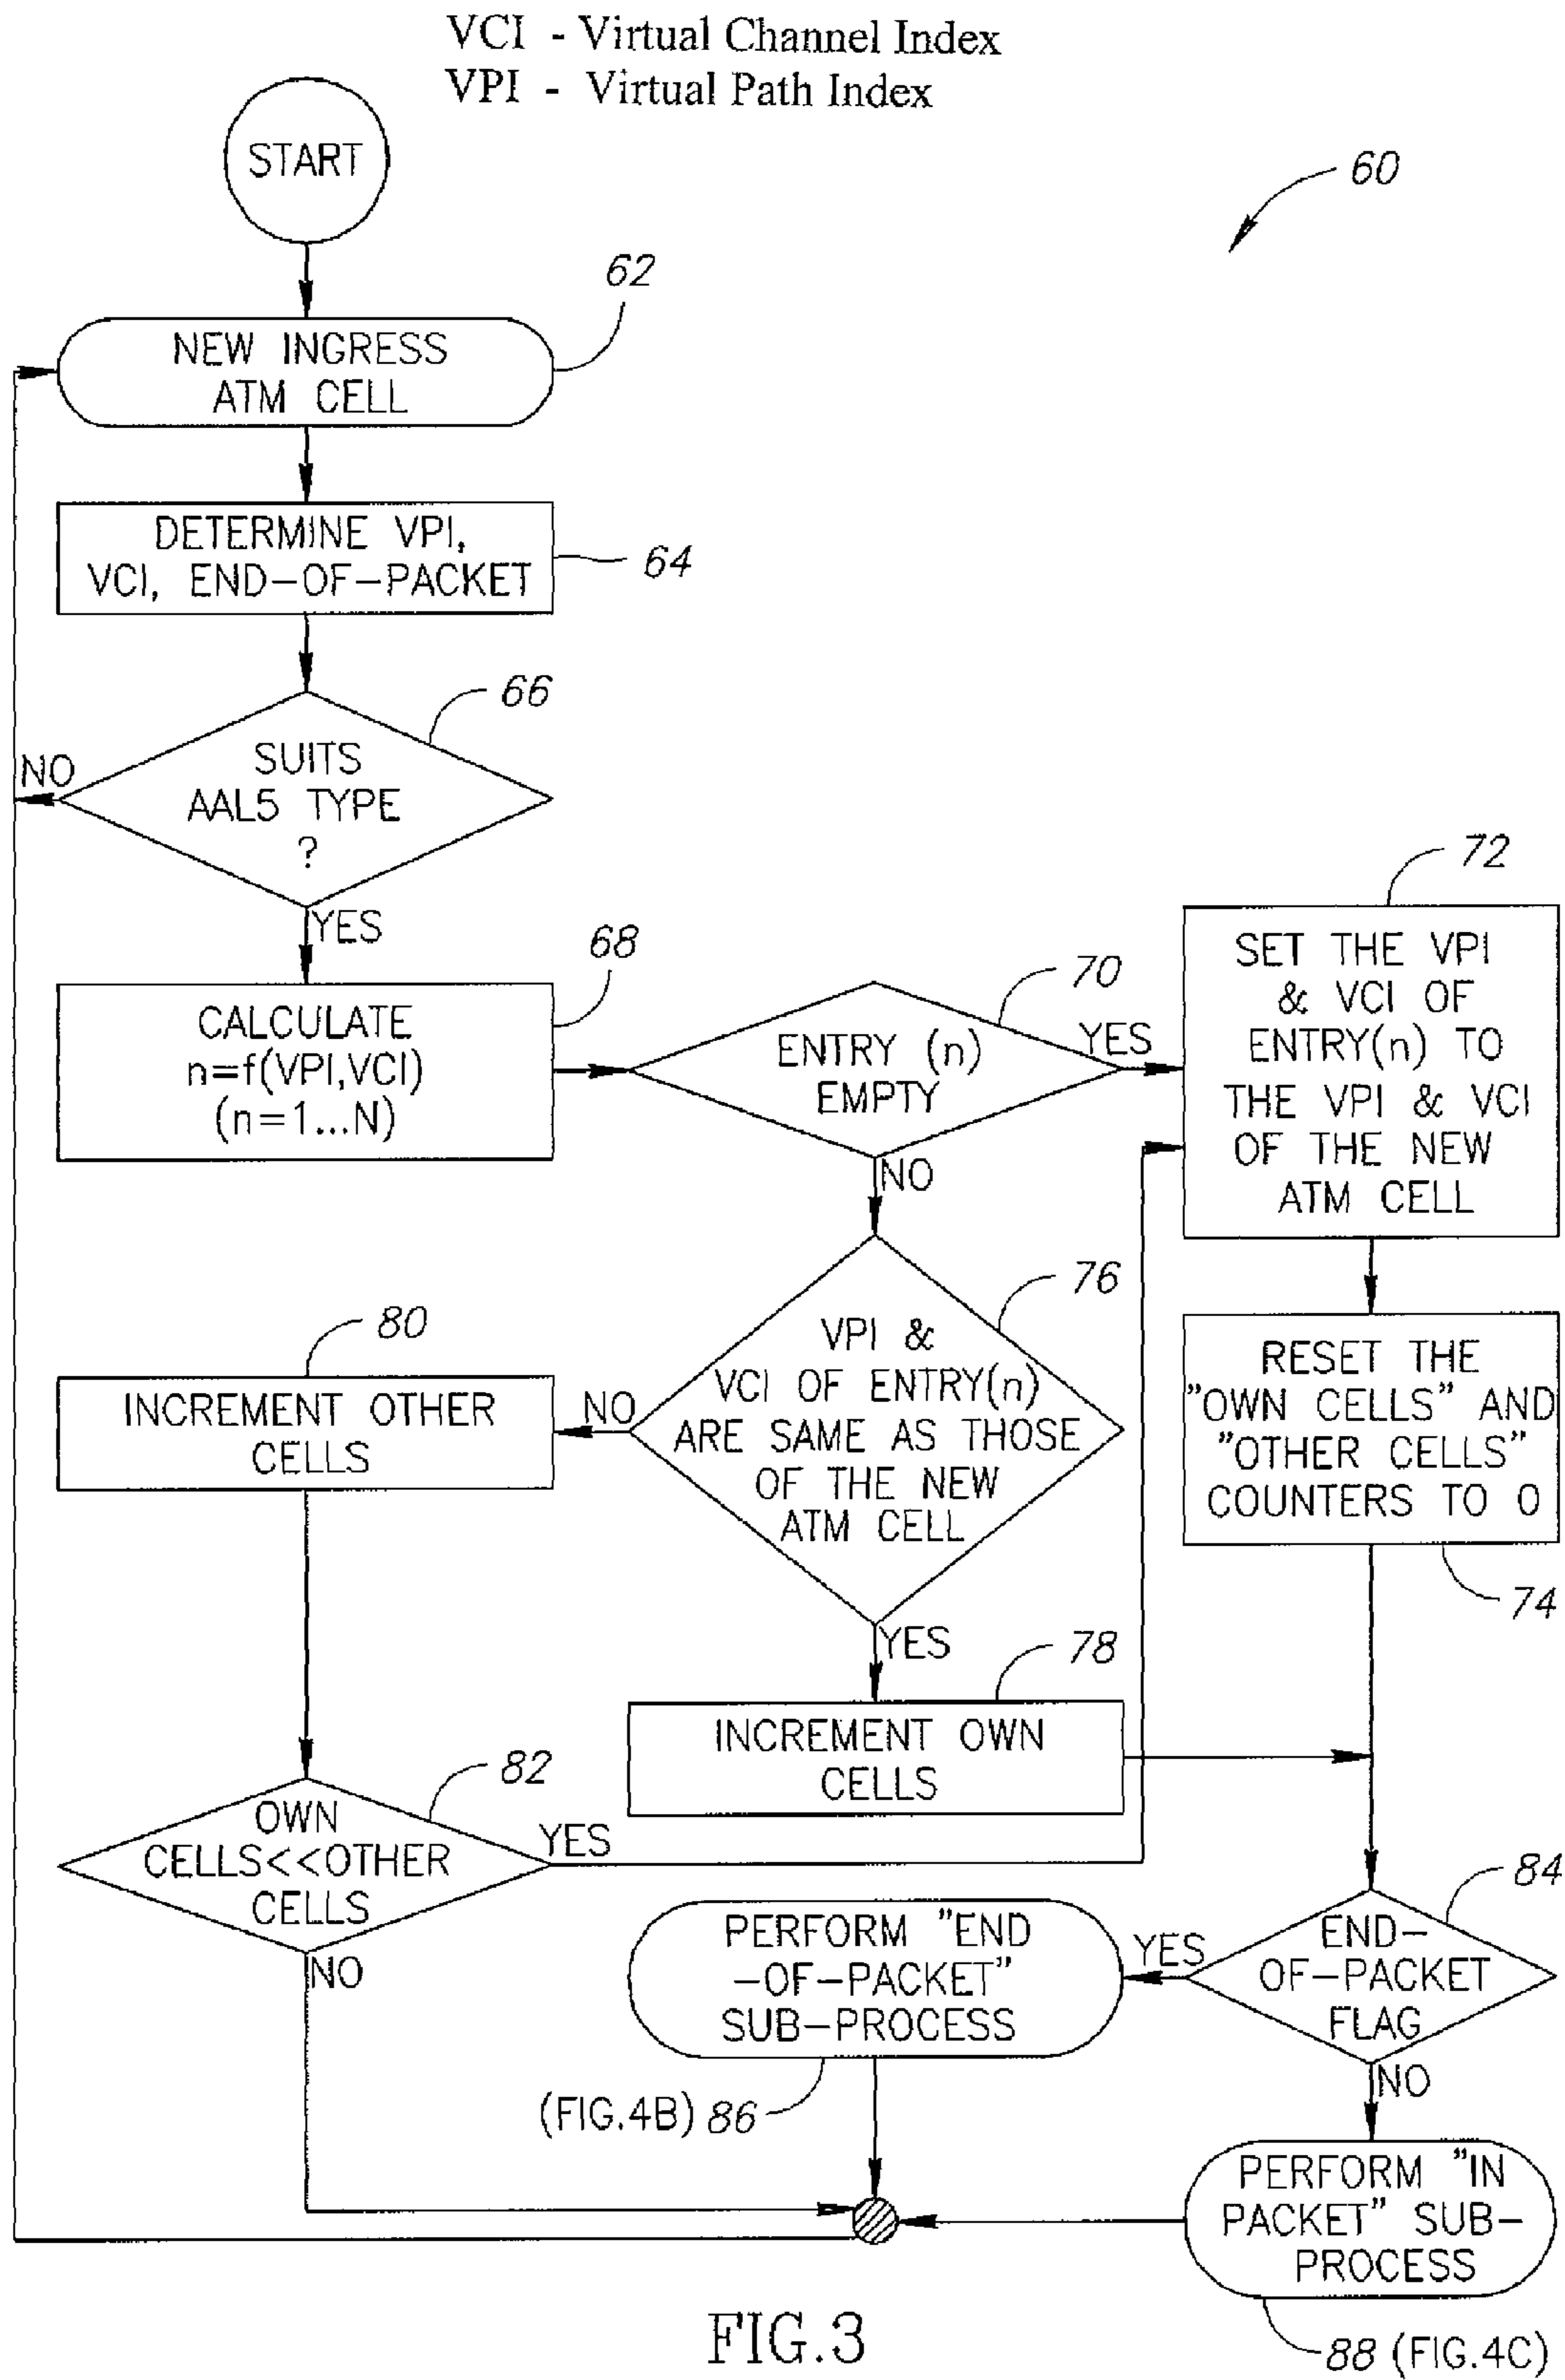 VCI - Virtual Channel Index
VPI - Virtual Path Index
START
60
62
NEW INGRESS
ATM CELL
DETERMINE VPI,
VCI, END-OF-PACKET
64
66
SUITS
AAL5 TYPE
?
NO
YES
68
CALCULATE
n=f(VPI,VCI)
(n=1...N)
70
ENTRY (n)
EMPTY
YES
NO
72
SET THE VPI
& VCI OF
ENTRY(n) TO
THE VPI & VCI
OF THE NEW
ATM CELL
76
VPI &
VCI OF ENTRY(n)
ARE SAME AS THOSE
OF THE NEW
ATM CELL
NO
YES
80
INCREMENT OTHER
CELLS
RESET THE
"OWN CELLS" AND
"OTHER CELLS"
COUNTERS TO 0
74
78
INCREMENT OWN
CELLS
82
OWN
CELLS<<OTHER
CELLS
YES
NO
84
END-
OF-PACKET
FLAG
YES
NO
PERFORM "END
-OF-PACKET"
SUB-PROCESS
(FIG.4B) 86
PERFORM "IN
PACKET" SUB-
PROCESS
88 (FIG.4C)
FIG.3